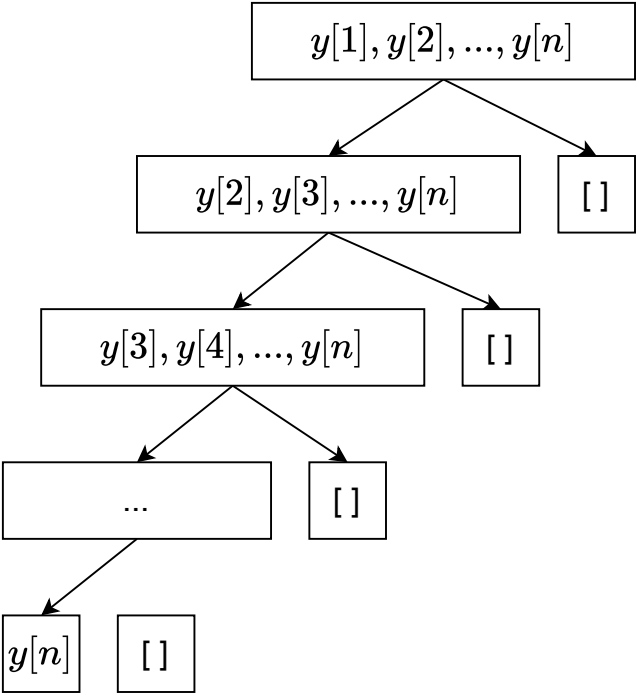 y[1], y[2], ..., y[n]
y[2], y[3], ..., y[n]
[ ]
y[3], y[4], ..., y[n]
[ ]
...
[ ]
y[n]
[ ]